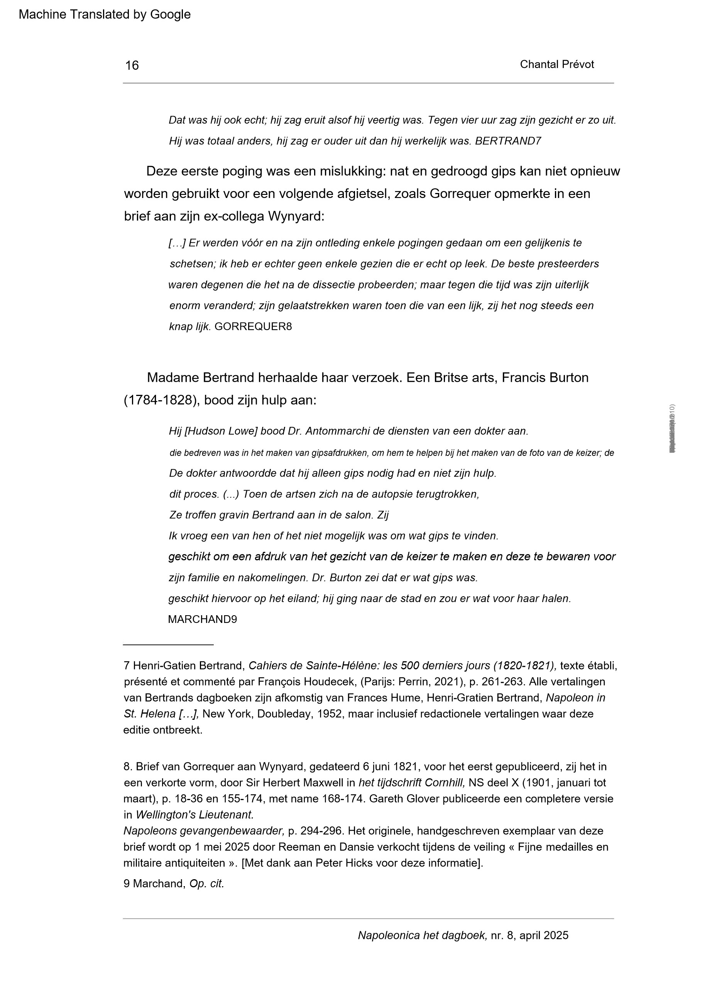 Machine Translated by Google
16
Chantal Prévot
Dat was hij ook echt; hij zag eruit alsof hij veertig was. Tegen vier uur zag zijn gezicht er zo uit.
Hij was totaal anders, hij zag er ouder uit dan hij werkelijk was. BERTRAND7
Deze eerste poging was een mislukking: nat en gedroogd gips kan niet opnieuw
worden gebruikt voor een volgende afgietsel, zoals Gorrequer opmerkte in een
brief aan zijn ex-collega Wynyard:
[…] Er werden vóór en na zijn ontleding enkele pogingen gedaan om een gelijkenis te
schetsen; ik heb er echter geen enkele gezien die er echt op leek. De beste presteerders
waren degenen die het na de dissectie probeerden; maar tegen die tijd was zijn uiterlijk
enorm veranderd; zijn gelaatstrekken waren toen die van een lijk, zij het nog steeds een
knap lijk. GORREQUER8
Madame Bertrand herhaalde haar verzoek. Een Britse arts, Francis Burton
(1784-1828), bood zijn hulp aan:
Hij [Hudson Lowe] bood Dr. Antommarchi de diensten van een dokter aan.
die bedreven was in het maken van gipsafdrukken, om hem te helpen bij het maken van de foto van de keizer; de
De dokter antwoordde dat hij alleen gips nodig had en niet zijn hulp.
dit proces. (...) Toen de artsen zich na de autopsie terugtrokken,
Ze troffen gravin Bertrand aan in de salon. Zij
Ik vroeg een van hen of het niet mogelijk was om wat gips te vinden.
geschikt om een afdruk van het gezicht van de keizer te maken en deze te bewaren voor
zijn familie en nakomelingen. Dr. Burton zei dat er wat gips was.
geschikt hiervoor op het eiland; hij ging naar de stad en zou er wat voor haar halen.
MARCHAND9
7 Henri-Gatien Bertrand, Cahiers de Sainte-Hélène: les 500 derniers jours (1820-1821), texte établi,
présenté et commenté par François Houdecek, (Parijs: Perrin, 2021), p. 261-263. Alle vertalingen
van Bertrands dagboeken zijn afkomstig van Frances Hume, Henri-Gratien Bertrand, Napoleon in
St. Helena […], New York, Doubleday, 1952, maar inclusief redactionele vertalingen waar deze
editie ontbreekt.
8. Brief van Gorrequer aan Wynyard, gedateerd 6 juni 1821, voor het eerst gepubliceerd, zij het in
een verkorte vorm, door Sir Herbert Maxwell in het tijdschrift Cornhill, NS deel X (1901, januari tot
maart), p. 18-36 en 155-174, met name 168-174. Gareth Glover publiceerde een completere versie
in Wellington's Lieutenant.
Napoleons gevangenbewaarder, p. 294-296. Het originele, handgeschreven exemplaar van deze
brief wordt op 1 mei 2025 door Reeman en Dansie verkocht tijdens de veiling « Fijne medailles en
militaire antiquiteiten ». [Met dank aan Peter Hicks voor deze informatie].
9 Marchand, Op. cit.
Napoleonica het dagboek, nr. 8, april 2025